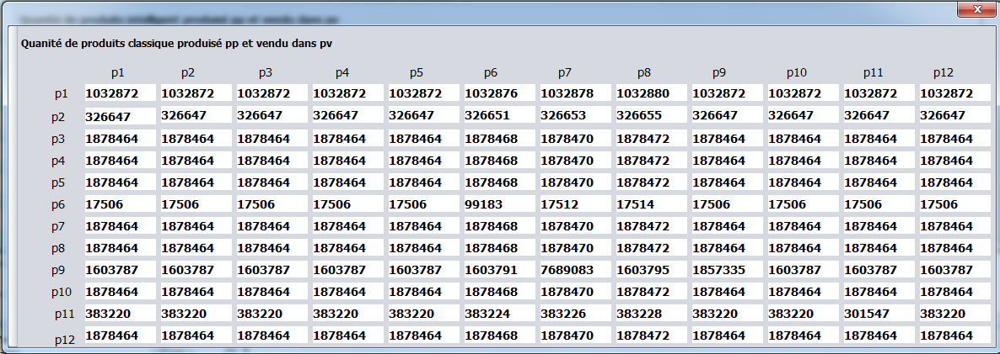 Quanité de produits classique produisé pp et vendu dans pv
p1 p2 p3 p4 p5 p6 p7 p8 p9 p10 p11 p12
p1 1032872 1032872 1032872 1032872 1032872 1032876 1032878 1032880 1032872 1032872 1032872 1032872
p2 326647 326647 326647 326647 326647 326651 326653 326655 326647 326647 326647 326647
p3 1878464 1878464 1878464 1878464 1878464 1878468 1878470 1878472 1878464 1878464 1878464 1878464
p4 1878464 1878464 1878464 1878464 1878464 1878468 1878470 1878472 1878464 1878464 1878464 1878464
p5 1878464 1878464 1878464 1878464 1878464 1878468 1878470 1878472 1878464 1878464 1878464 1878464
p6 17506 17506 17506 17506 17506 99183 17512 17514 17506 17506 17506 17506
p7 1878464 1878464 1878464 1878464 1878464 1878468 1878470 1878472 1878464 1878464 1878464 1878464
p8 1878464 1878464 1878464 1878464 1878464 1878468 1878470 1878472 1878464 1878464 1878464 1878464
p9 1603787 1603787 1603787 1603787 1603787 1603791 7689083 1603795 1857335 1603787 1603787 1603787
p10 1878464 1878464 1878464 1878464 1878464 1878468 1878470 1878472 1878464 1878464 1878464 1878464
p11 383220 383220 383220 383220 383220 383224 383226 383228 383220 383220 301547 383220
p12 1878464 1878464 1878464 1878464 1878464 1878468 1878470 1878472 1878464 1878464 1878464 1878464